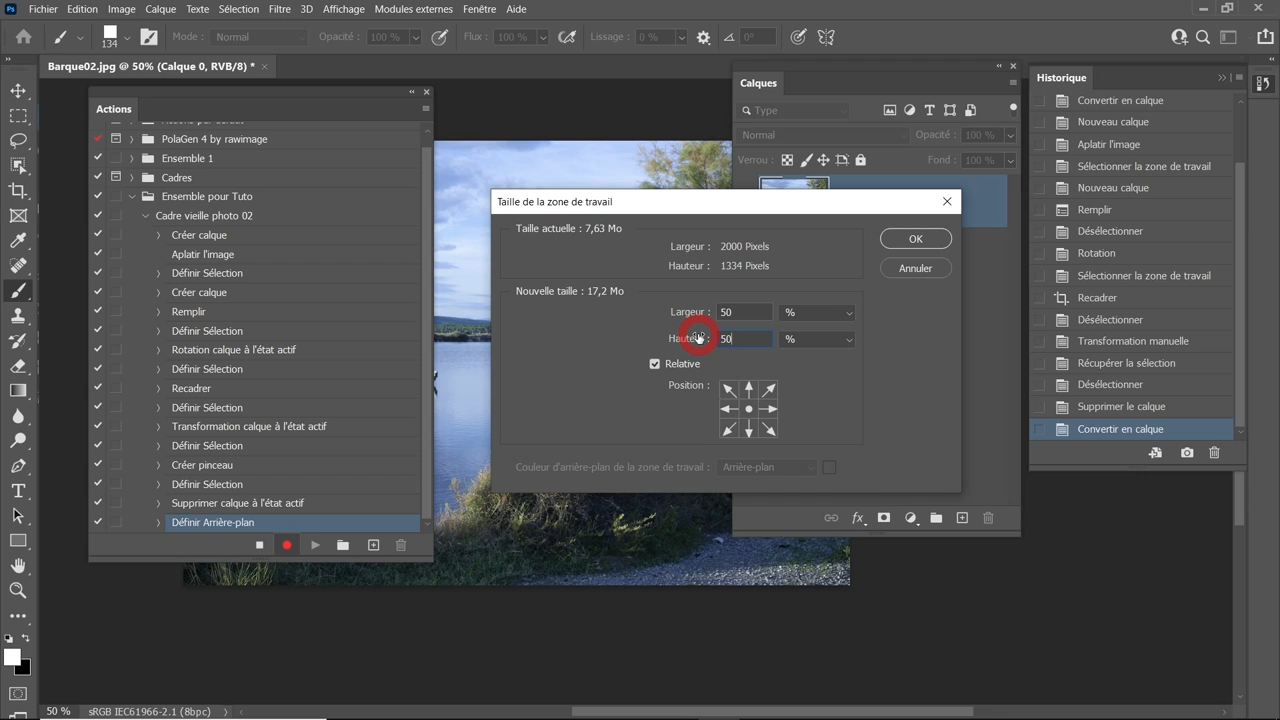 Ps Fichier Edition Image Calque Texte Sélection Filtre 3D Affichage Modules externes Fenêtre Aide
134 Mode : Normal Opacité : 100 % Flux : 100 % Lissage : 0 % 0°
Barque02.jpg @ 50% (Calque 0, RVB/8) *
Actions
PolaGen 4 by rawimage
Ensemble 1
Cadres
Ensemble pour Tuto
Cadre vieille photo 02
Créer calque
Aplatir l'image
Définir Sélection
Créer calque
Remplir
Définir Sélection
Rotation calque à l'état actif
Définir Sélection
Recadrer
Définir Sélection
Transformation calque à l'état actif
Définir Sélection
Créer pinceau
Définir Sélection
Supprimer calque à l'état actif
Définir Arrière-plan
Taille de la zone de travail
Taille actuelle : 7,63 Mo
Largeur : 2000 Pixels
Hauteur : 1334 Pixels
Nouvelle taille : 17,2 Mo
Largeur : 50 %
Hauteur : 50 %
Relative
Position :
Couleur d'arrière-plan de la zone de travail : Arrière-plan
OK
Annuler
Calques
Type
Normal Opacité : 100 %
Verrou : Fond : 100 %
fx
Historique
Convertir en calque
Nouveau calque
Aplatir l'image
Sélectionner la zone de travail
Nouveau calque
Remplir
Désélectionner
Rotation
Sélectionner la zone de travail
Recadrer
Désélectionner
Transformation manuelle
Récupérer la sélection
Désélectionner
Supprimer le calque
Convertir en calque
50 % sRGB IEC61966-2.1 (8bpc)